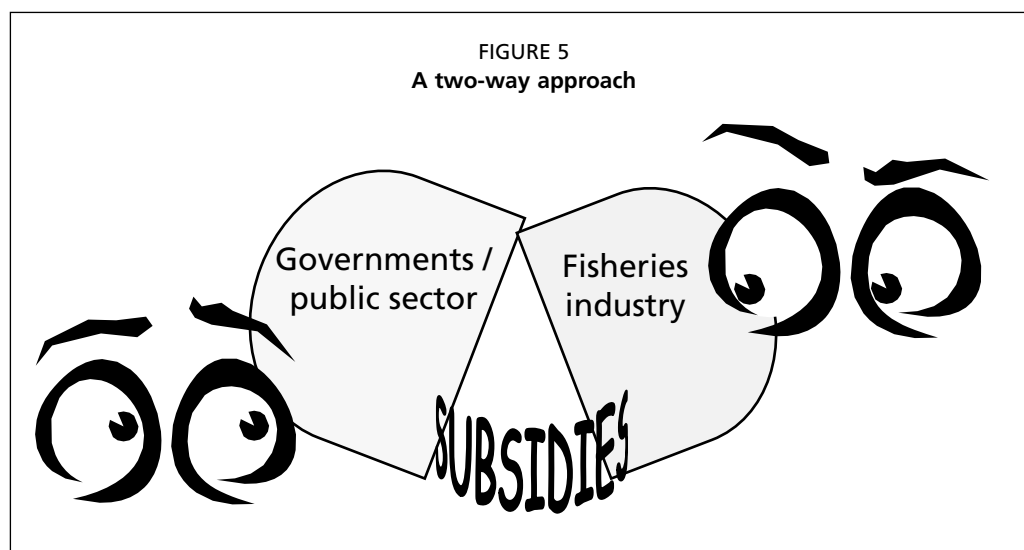 FIGURE 5
A two-way approach
Governments /
public sector
Fisheries
industry
SUBSIDIES